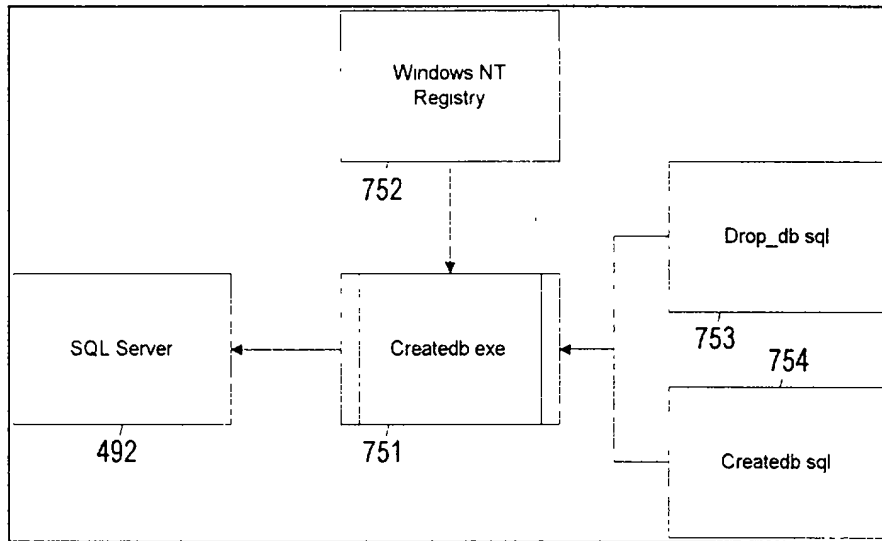 Windows NT
Registry
752
Drop_db sql
753
SQL Server
492
Createdb exe
751
754
Createdb sql